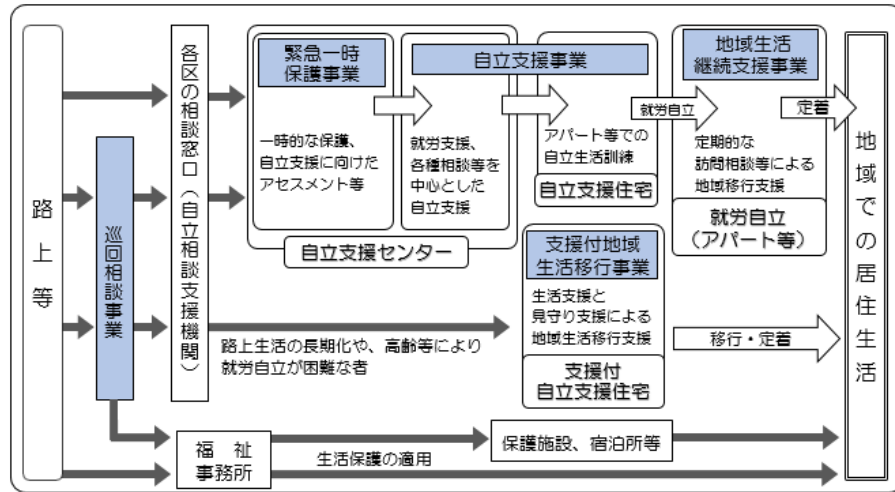 路上等
巡回相談事業
各区の相談窓口（自立相談支援機関）
緊急一時
保護事業
一時的な保護、
自立支援に向けた
アセスメント等
自立支援事業
就労支援、
各種相談等を
中心とした
自立支援
自立支援センター
アパート等での
自立生活訓練
自立支援住宅
就労自立
地域生活
継続支援事業
定期的な
訪問相談等による
地域移行支援
就労自立
（アパート等）
定着
路上生活の長期化や、高齢等により
就労自立が困難な者
支援付地域
生活移行事業
生活支援と
見守り支援による
地域生活移行支援
支援付
自立支援住宅
移行・定着
福　祉
事務所
生活保護の適用
保護施設、宿泊所等
地域での居住生活